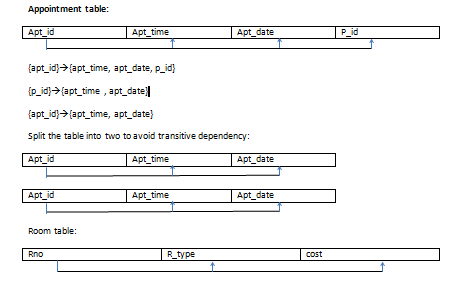 Appointment table:
Apt_id Apt_time Apt_date P_id
{apt_id}→{apt_time, apt_date, p_id}
{p_id}→{apt_time , apt_date}
{apt_id}→{apt_time, apt_date}
Split the table into two to avoid transitive dependency:
Apt_id Apt_time Apt_date
Apt_id Apt_time Apt_date
Room table:
Rno R_type cost